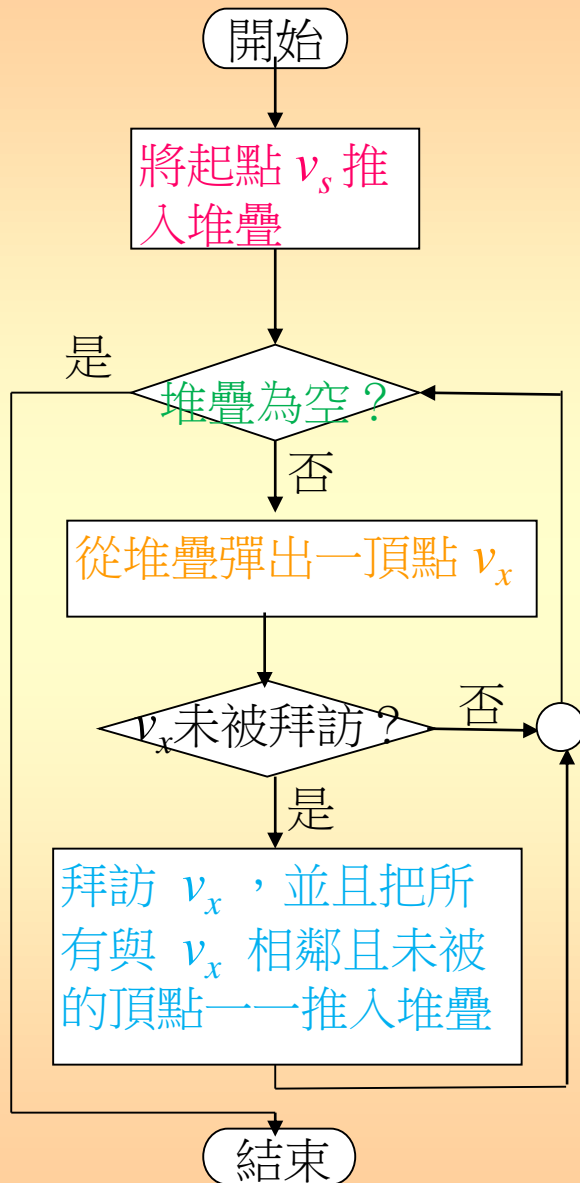 開始
將起點 vs 推
入堆疊
是
堆疊為空？
否
從堆疊彈出一頂點 vx
vx未被拜訪？
否
是
拜訪 vx ，並且把所
有與 vx 相鄰且未被
的頂點一一推入堆疊
結束